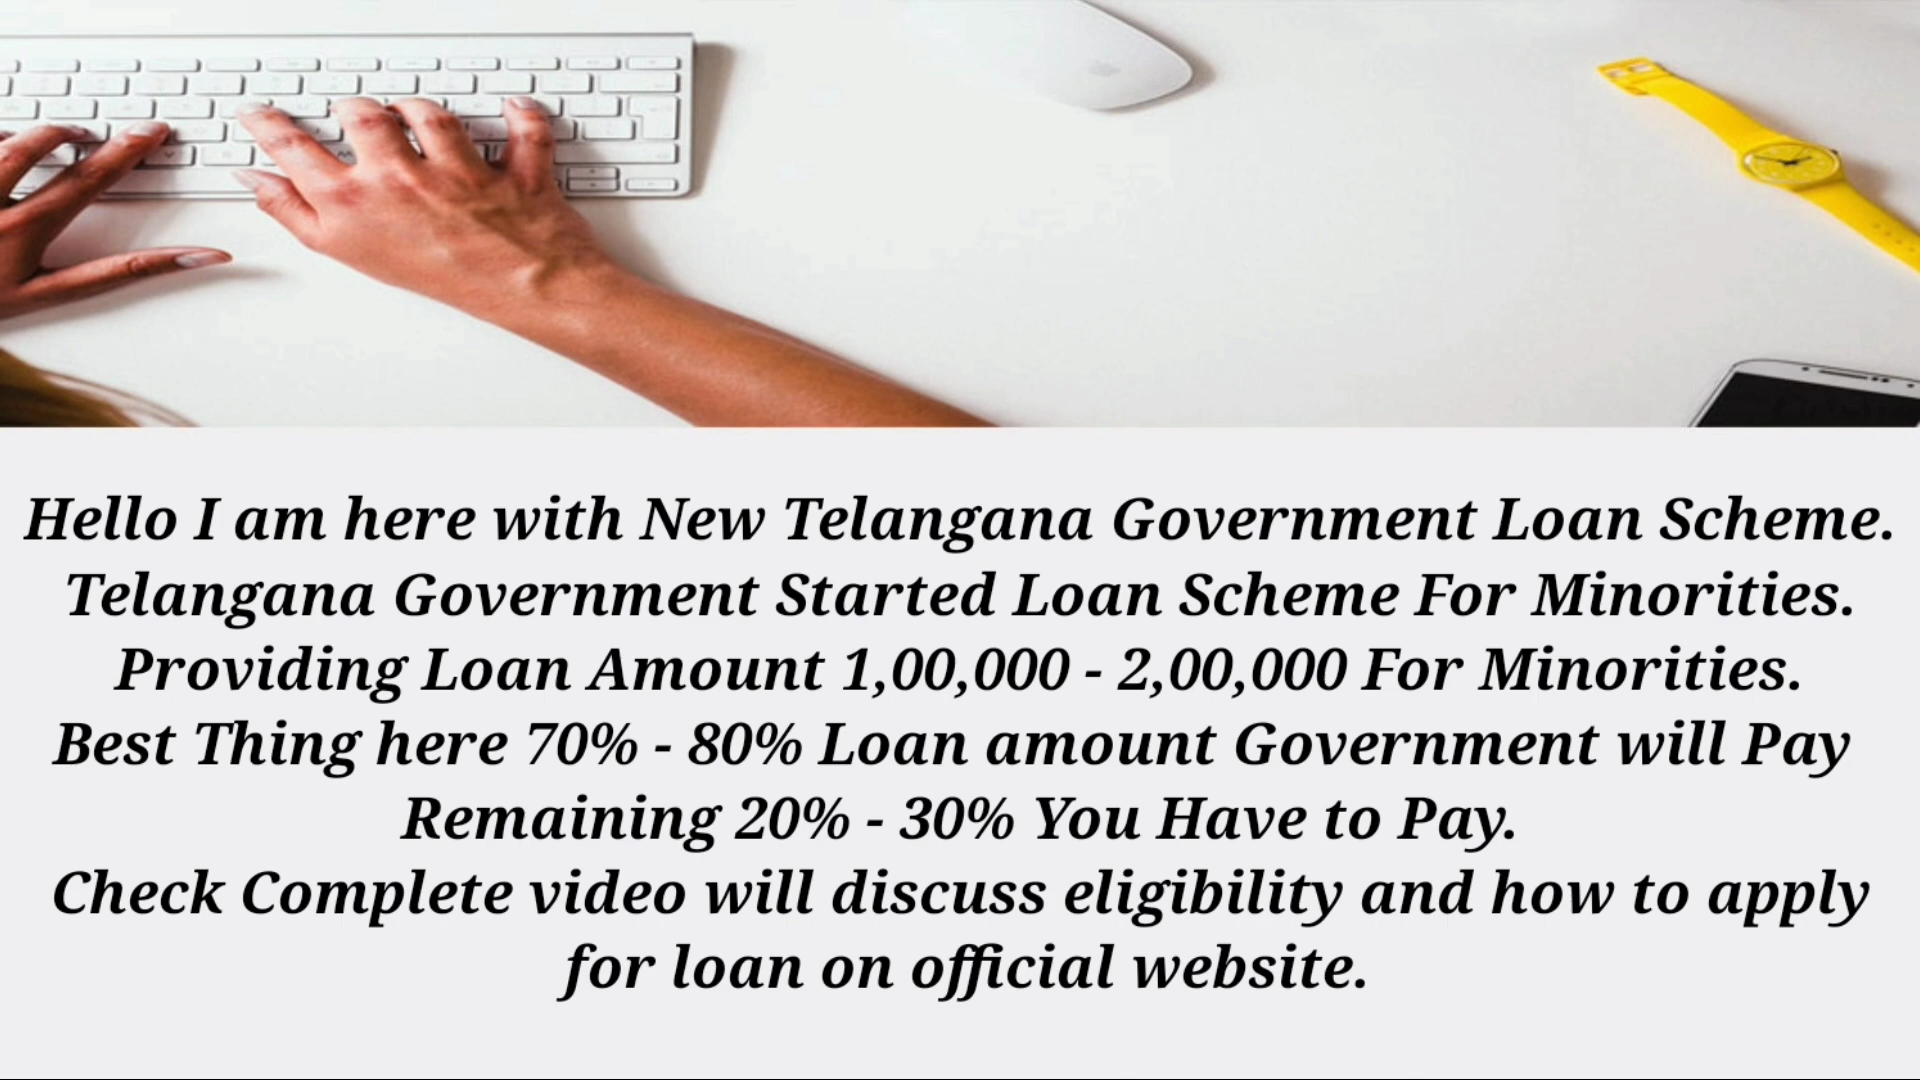 Hello I am here with New Telangana Government Loan Scheme.
Telangana Government Started Loan Scheme For Minorities.
Providing Loan Amount 1,00,000 - 2,00,000 For Minorities.
Best Thing here 70% - 80% Loan amount Government will Pay
Remaining 20% - 30% You Have to Pay.
Check Complete video will discuss eligibility and how to apply
for loan on official website.